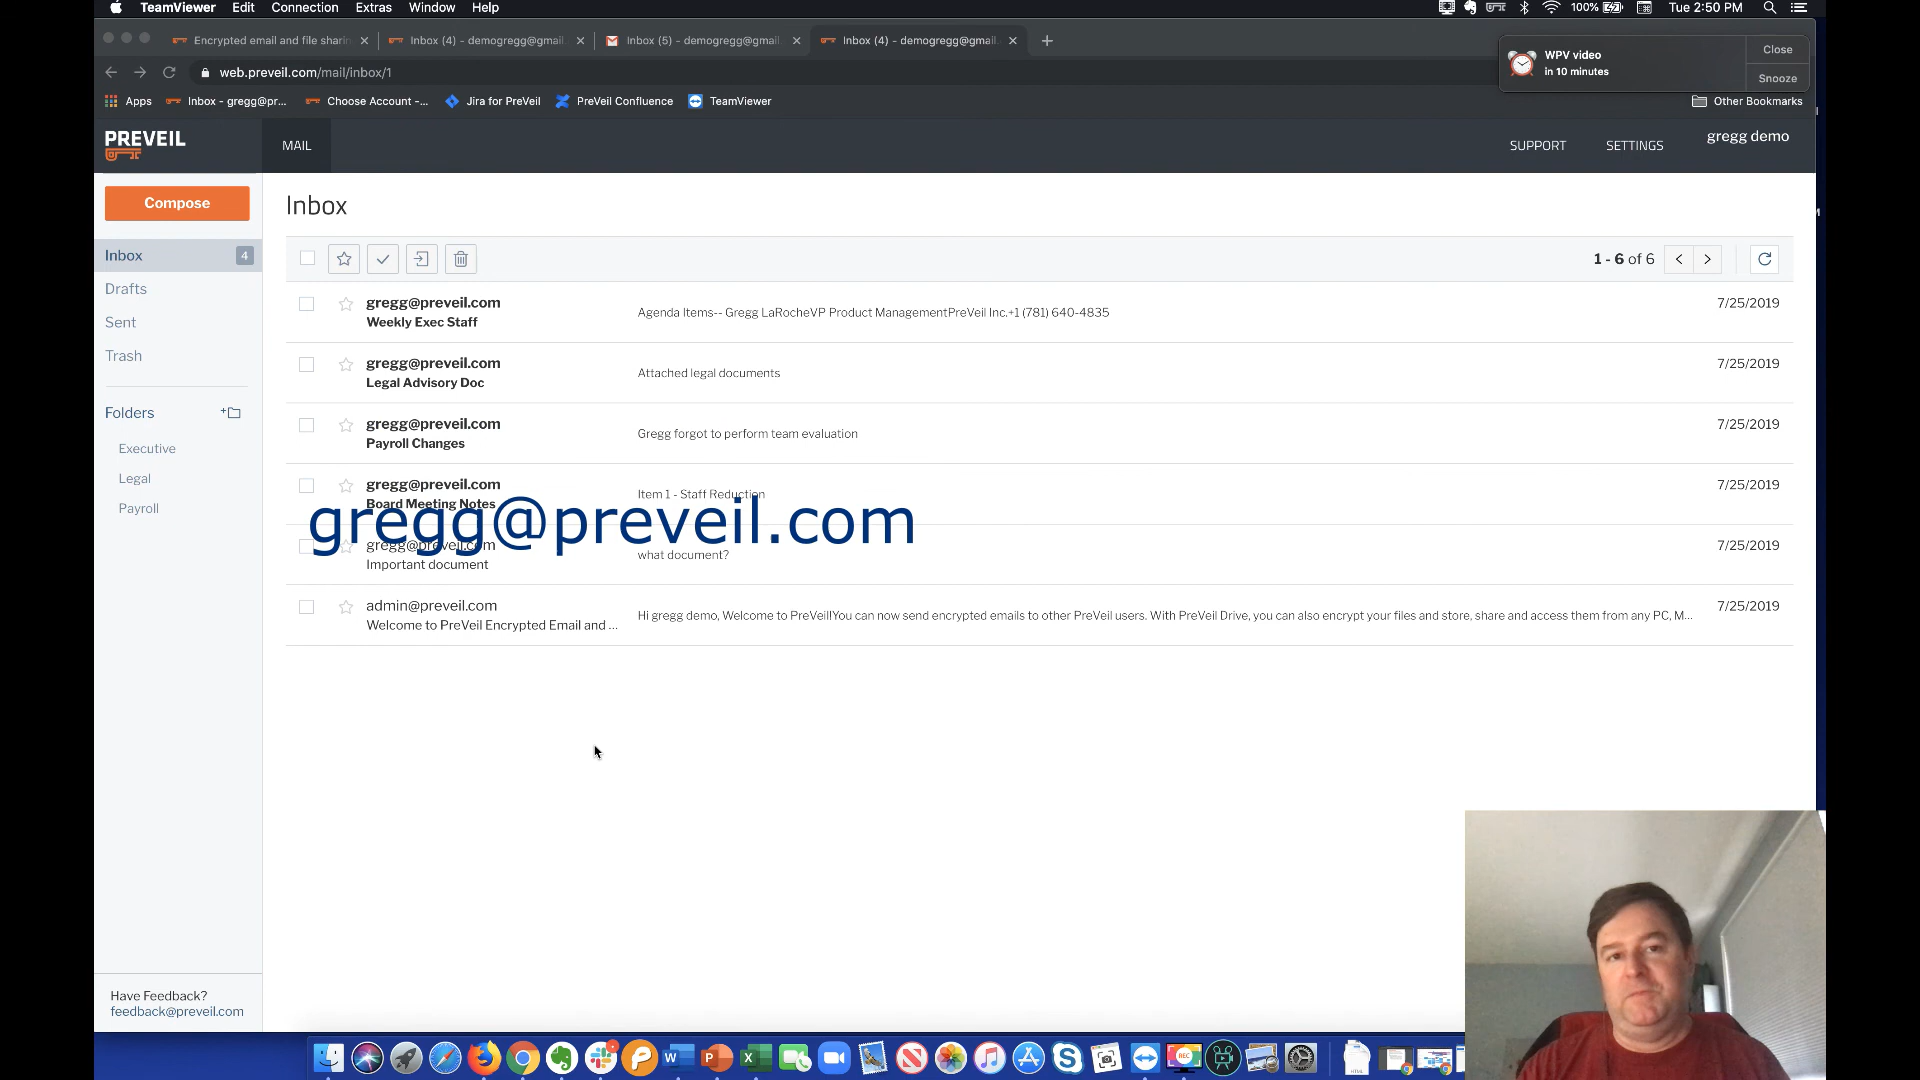 TeamViewer Edit Connection Extras Window Help
100% Tue 2:50 PM
Encrypted email and file sharin
Inbox (4) - demogregg@gmail
Inbox (5) - demogregg@gmail
Inbox (4) - demogregg@gmail.
web.preveil.com/mail/inbox/1
WPV video
in 10 minutes
Close
Snooze
Apps
Inbox - gregg@pr...
Choose Account -...
Jira for PreVeil
PreVeil Confluence
TeamViewer
Other Bookmarks
PREVEIL
MAIL
SUPPORT
SETTINGS
gregg demo
Compose
Inbox 4
Drafts
Sent
Trash
Folders
Executive
Legal
Payroll
Have Feedback?
feedback@preveil.com
Inbox
1 - 6 of 6
gregg@preveil.com
Weekly Exec Staff
Agenda Items-- Gregg LaRocheVP Product ManagementPreVeil Inc.+1 (781) 640-4835
7/25/2019
gregg@preveil.com
Legal Advisory Doc
Attached legal documents
7/25/2019
gregg@preveil.com
Payroll Changes
Gregg forgot to perform team evaluation
7/25/2019
gregg@preveil.com
Board Meeting Notes
Item 1 - Staff Reduction
7/25/2019
gregg@preveil.com
gregg@preveil.com
Important document
what document?
7/25/2019
admin@preveil.com
Welcome to PreVeil Encrypted Email and ...
Hi gregg demo, Welcome to PreVeil!You can now send encrypted emails to other PreVeil users. With PreVeil Drive, you can also encrypt your files and store, share and access them from any PC, M...
7/25/2019